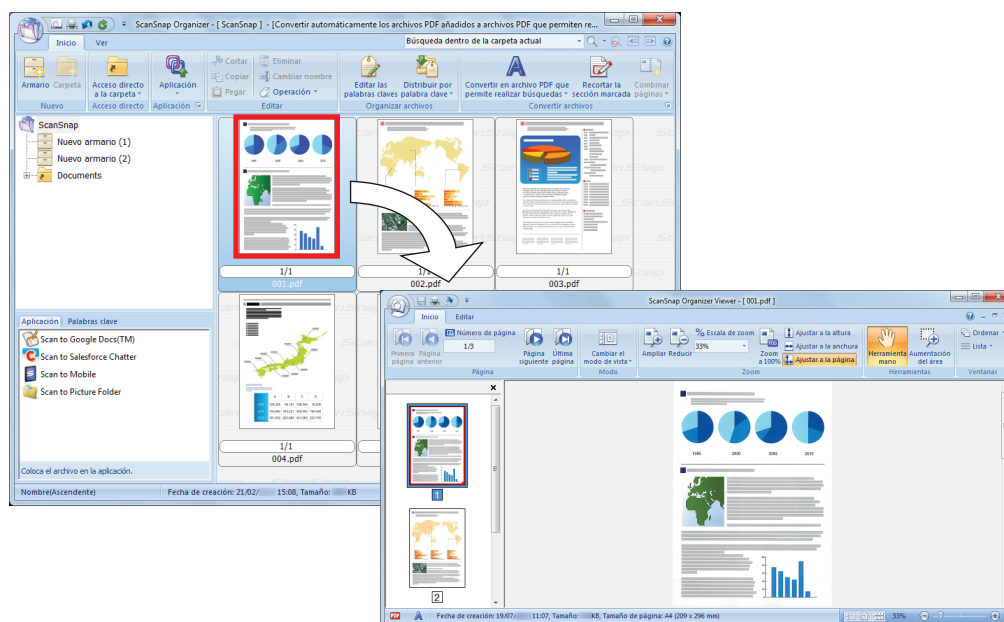 ScanSnap Organizer - [ ScanSnap ] - [Convertir automáticamente los archivos PDF añadidos a archivos PDF que permiten re...
Inicio Ver
Búsqueda dentro de la carpeta actual
Armario Carpeta
Nuevo
Acceso directo a la carpeta
Acceso directo
Aplicación
Aplicación
Cortar
Copiar
Pegar
Eliminar
Cambiar nombre
Operación
Editar
Editar las palabras claves
Distribuir por palabra clave
Organizar archivos
Convertir en archivo PDF que permite realizar búsquedas
Recortar la sección marcada
Combinar páginas
Convertir archivos
ScanSnap
Nuevo armario (1)
Nuevo armario (2)
Documents
1/1
001.pdf
1/1
002.pdf
1/1
003.pdf
1/1
004.pdf
Aplicación Palabras clave
Scan to Google Docs(TM)
Scan to Salesforce Chatter
Scan to Mobile
Scan to Picture Folder
Coloca el archivo en la aplicación.
Nombre(Ascendente)
Fecha de creación: 21/02/ 15:08, Tamaño: KB
ScanSnap Organizer Viewer - [ 001.pdf ]
Inicio Editar
Primera página
Página anterior
Número de página
1/3
Página siguiente
Última página
Página
Cambiar el modo de vista
Modo
Ampliar Reducir
% Escala de zoom
33%
Zoom a 100%
Ajustar a la altura
Ajustar a la anchura
Ajustar a la página
Zoom
Herramienta mano
Aumentación del área
Herramientas
Ordenar
Lista
Ventanas
1
2
1995 2000 2005 2010
Fecha de creación: 19/07/ 11:07, Tamaño: KB, Tamaño de página: A4 (209 x 296 mm)
33%